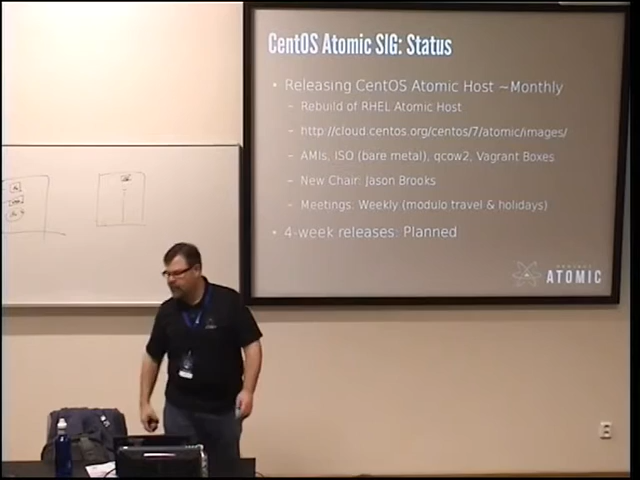 CentOS Atomic SIG: Status
• Releasing CentOS Atomic Host ~Monthly
– Rebuild of RHEL Atomic Host
– http://cloud.centos.org/centos/7/atomic/images/
– AMIs, ISO (bare metal), qcow2, Vagrant Boxes
– New Chair: Jason Brooks
– Meetings: Weekly (modulo travel & holidays)
• 4-week releases: Planned
PROJECT
ATOMIC